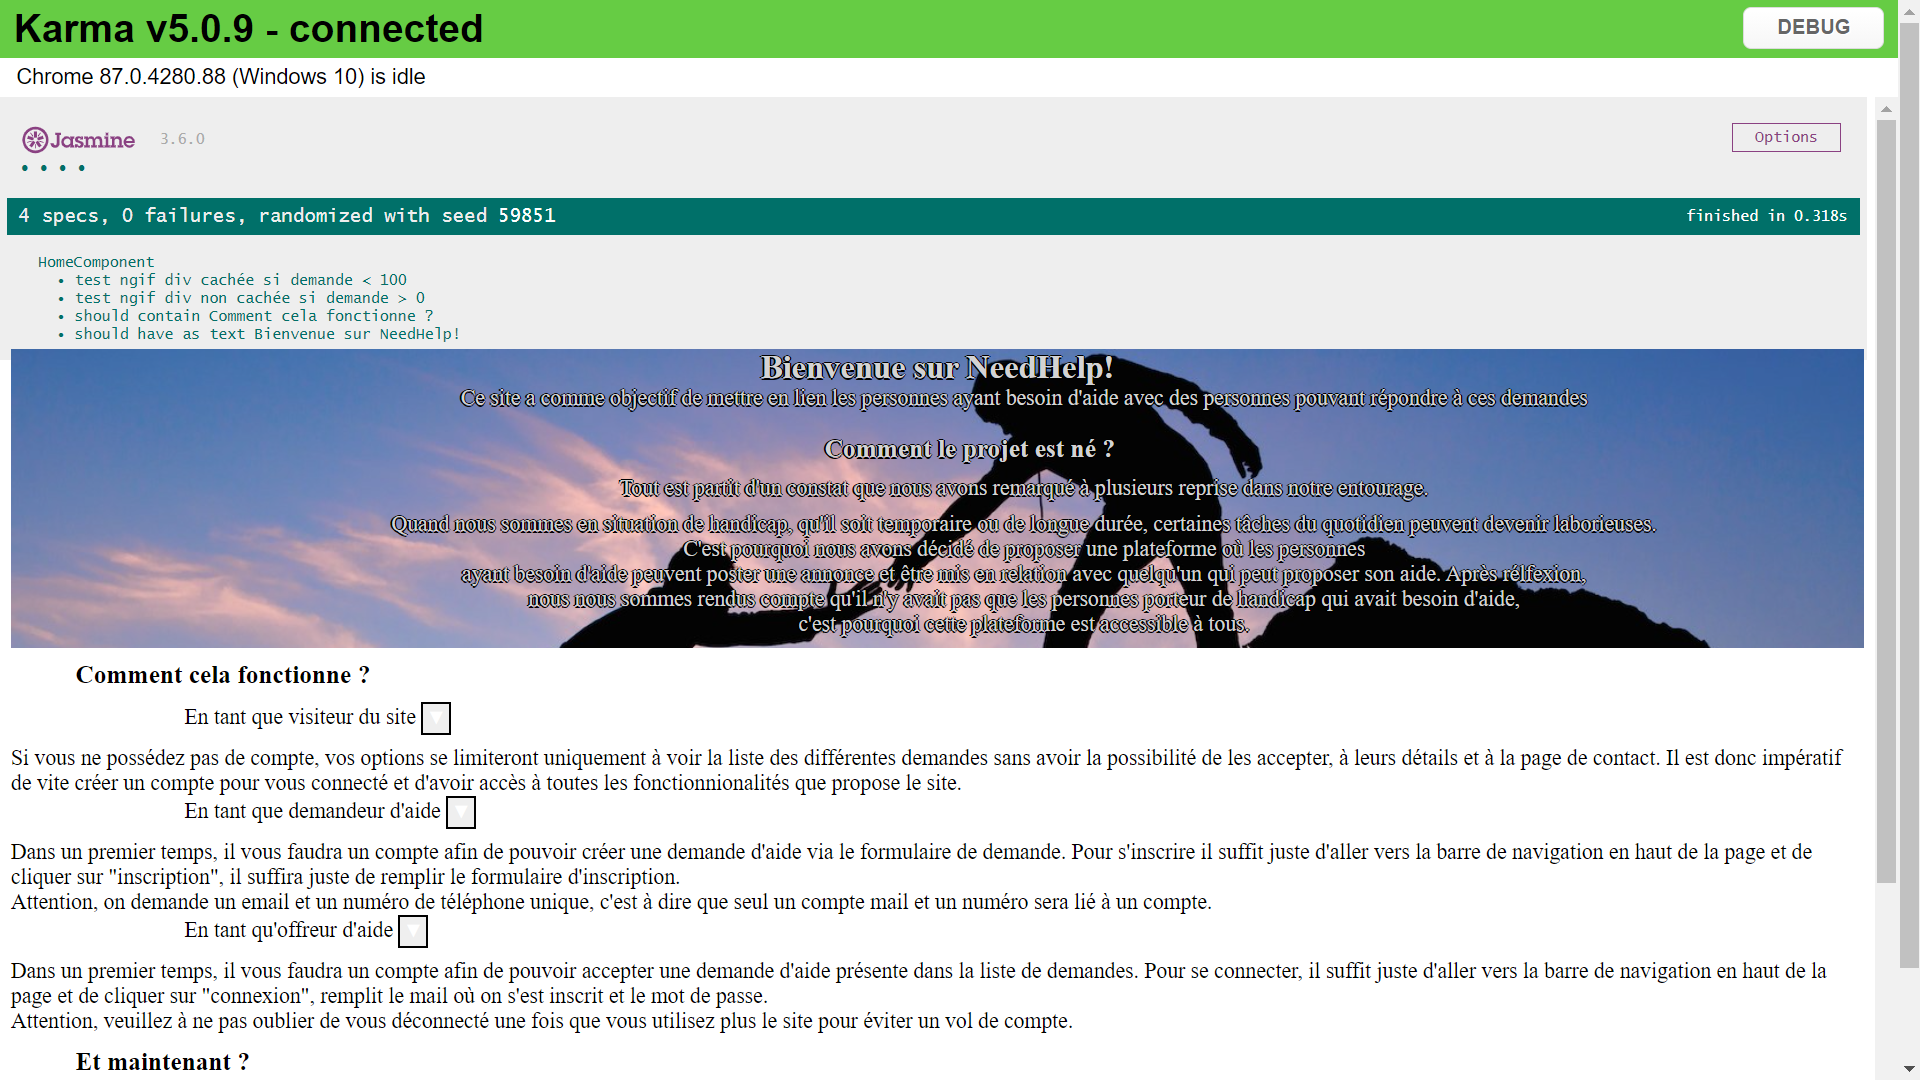 Karma v5.0.9 - connected
DEBUG
Chrome 87.0.4280.88 (Windows 10) is idle
Jasmine 3.6.0
Options
• • • •
4 specs, 0 failures, randomized with seed 59851
finished in 0.318s
HomeComponent
• test ngif div cachée si demande < 100
• test ngif div non cachée si demande > 0
• should contain Comment cela fonctionne ?
• should have as text Bienvenue sur NeedHelp!
Bienvenue sur NeedHelp!
Ce site a comme objectif de mettre en lien les personnes ayant besoin d'aide avec des personnes pouvant répondre à ces demandes
Comment le projet est né ?
Tout est partit d'un constat que nous avons remarqué à plusieurs reprise dans notre entourage.
Quand nous sommes en situation de handicap, qu'il soit temporaire ou de longue durée, certaines tâches du quotidien peuvent devenir laborieuses.
C'est pourquoi nous avons décidé de proposer une plateforme où les personnes
ayant besoin d'aide peuvent poster une annonce et être mis en relation avec quelqu'un qui peut proposer son aide. Après rélfexion,
nous nous sommes rendus compte qu'il n'y avait pas que les personnes porteur de handicap qui avait besoin d'aide,
c'est pourquoi cette plateforme est accessible à tous.
Comment cela fonctionne ?
En tant que visiteur du site ▼
Si vous ne possédez pas de compte, vos options se limiteront uniquement à voir la liste des différentes demandes sans avoir la possibilité de les accepter, à leurs détails et à la page de contact. Il est donc impératif
de vite créer un compte pour vous connecté et d'avoir accès à toutes les fonctionnionalités que propose le site.
En tant que demandeur d'aide ▼
Dans un premier temps, il vous faudra un compte afin de pouvoir créer une demande d'aide via le formulaire de demande. Pour s'inscrire il suffit juste d'aller vers la barre de navigation en haut de la page et de
cliquer sur "inscription", il suffira juste de remplir le formulaire d'inscription.
Attention, on demande un email et un numéro de téléphone unique, c'est à dire que seul un compte mail et un numéro sera lié à un compte.
En tant qu'offreur d'aide ▼
Dans un premier temps, il vous faudra un compte afin de pouvoir accepter une demande d'aide présente dans la liste de demandes. Pour se connecter, il suffit juste d'aller vers la barre de navigation en haut de la
page et de cliquer sur "connexion", remplit le mail où on s'est inscrit et le mot de passe.
Attention, veuillez à ne pas oublier de vous déconnecté une fois que vous utilisez plus le site pour éviter un vol de compte.
Et maintenant ?